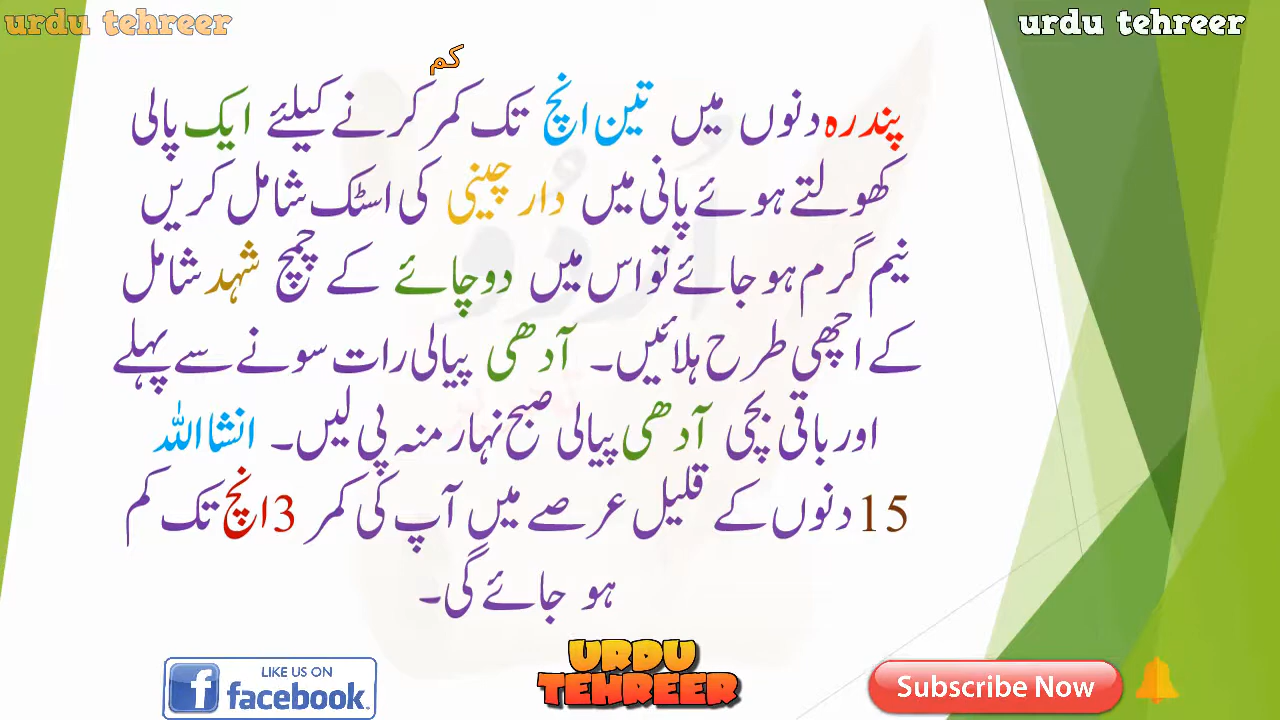 urdu tehreer
urdu tehreer
کم
پندرہ دنوں میں تین انچ تک کمر کرنے کیلئے ایک پالی
کھولتے ہوئے پانی میں دار چینی کی اسٹک شامل کریں
نیم گرم ہو جائے تو اس میں دو چائے کے چمچ شہد شامل
کے اچھی طرح ہلائیں۔ آدھی پیالی رات سونے سے پہلے
اور باقی بچی آدھی پیالی صبح نہار منہ پی لیں۔ انشااللہ
15 دنوں کے قلیل عرصے میں آپ کی کمر 3 انچ تک کم
ہو جائے گی۔
LIKE US ON
facebook
URDU
TEHREER
Subscribe Now